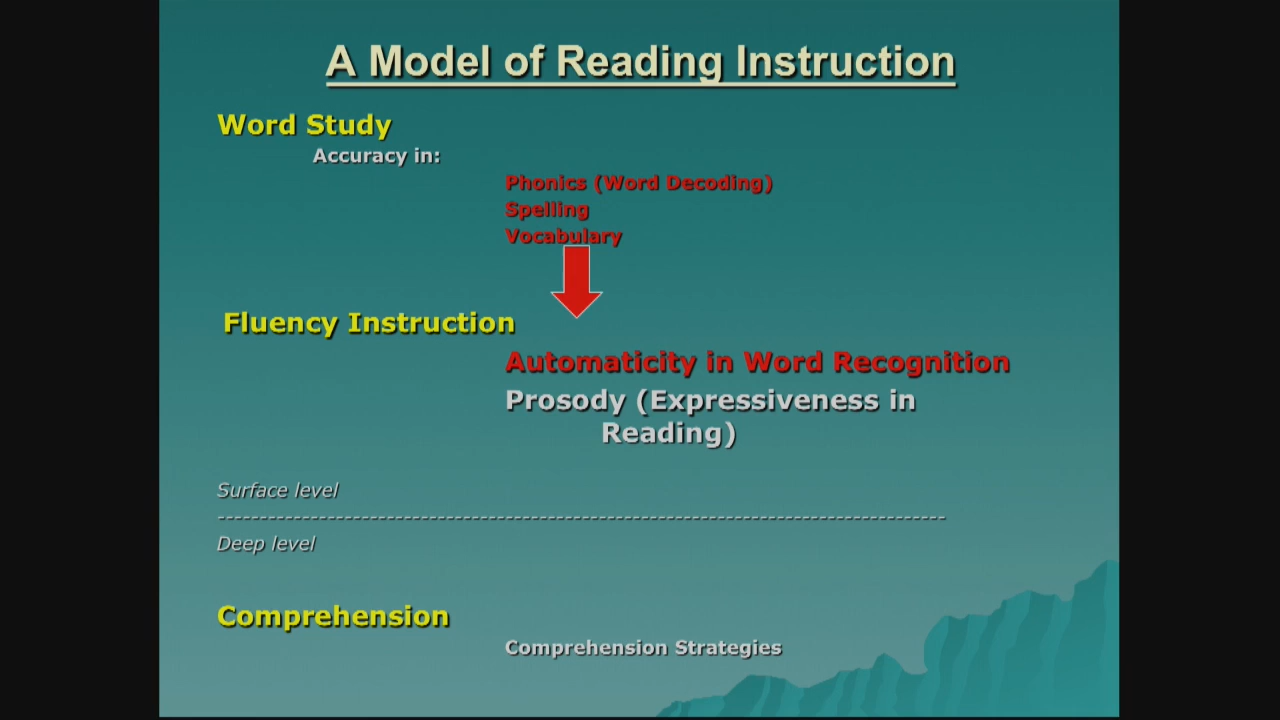 A Model of Reading Instruction
Word Study
Accuracy in:
Phonics (Word Decoding)
Spelling
Vocabulary
Fluency Instruction
Automaticity in Word Recognition
Prosody (Expressiveness in
Reading)
Surface level
--------------------------------------------------------------------------------------
Deep level
Comprehension
Comprehension Strategies